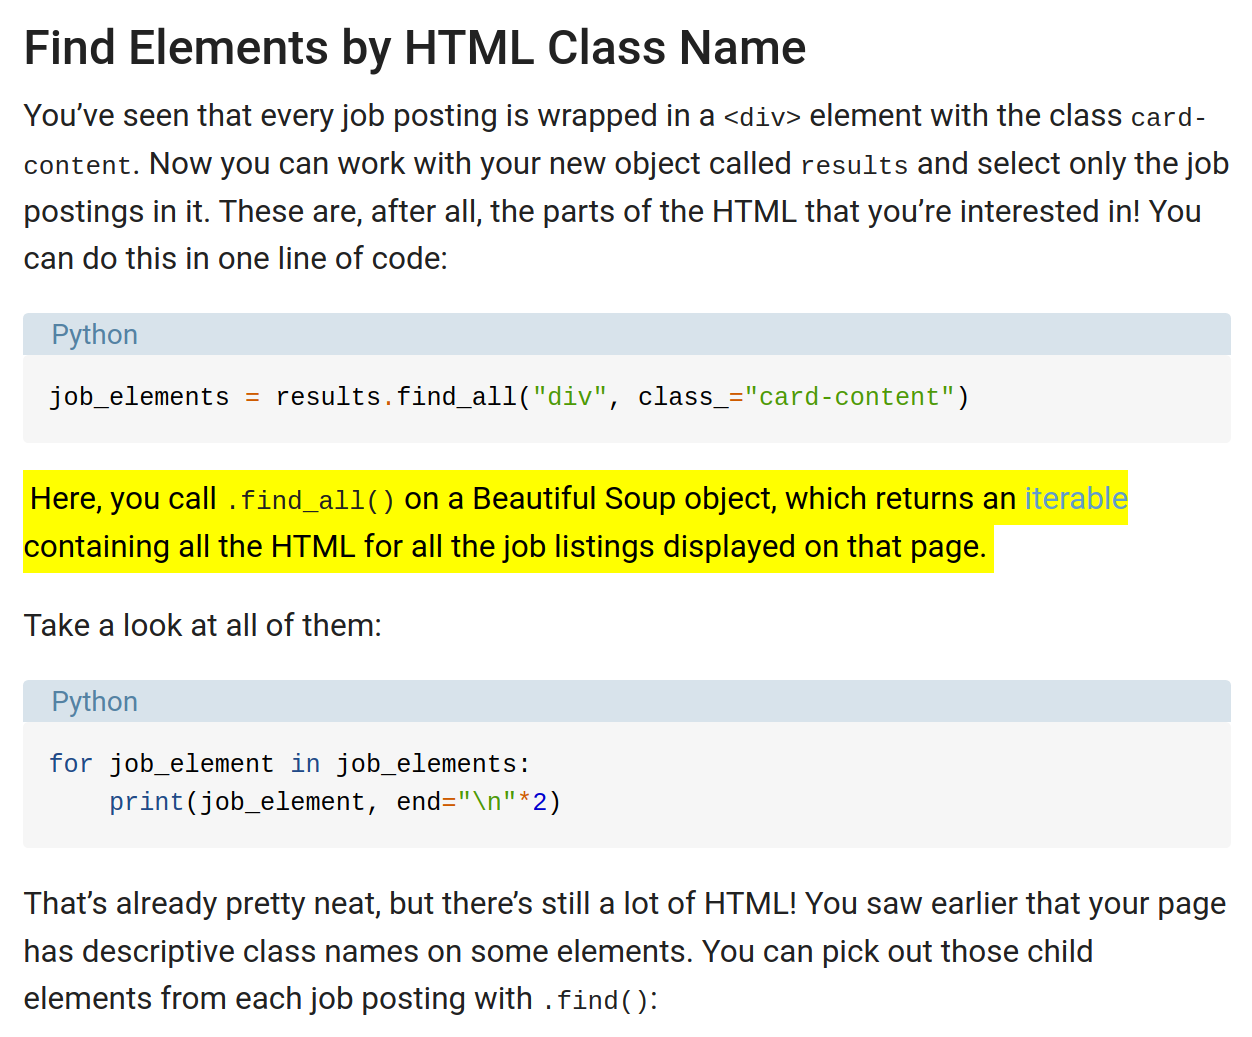 Find Elements by HTML Class Name
You’ve seen that every job posting is wrapped in a <div> element with the class card-
content. Now you can work with your new object called results and select only the job
postings in it. These are, after all, the parts of the HTML that you’re interested in! You
can do this in one line of code:
Python
job_elements = results.find_all("div", class_="card-content")
Here, you call .find_all() on a Beautiful Soup object, which returns an iterable
containing all the HTML for all the job listings displayed on that page.
Take a look at all of them:
Python
for job_element in job_elements:
    print(job_element, end="\n"*2)
That’s already pretty neat, but there’s still a lot of HTML! You saw earlier that your page
has descriptive class names on some elements. You can pick out those child
elements from each job posting with .find():